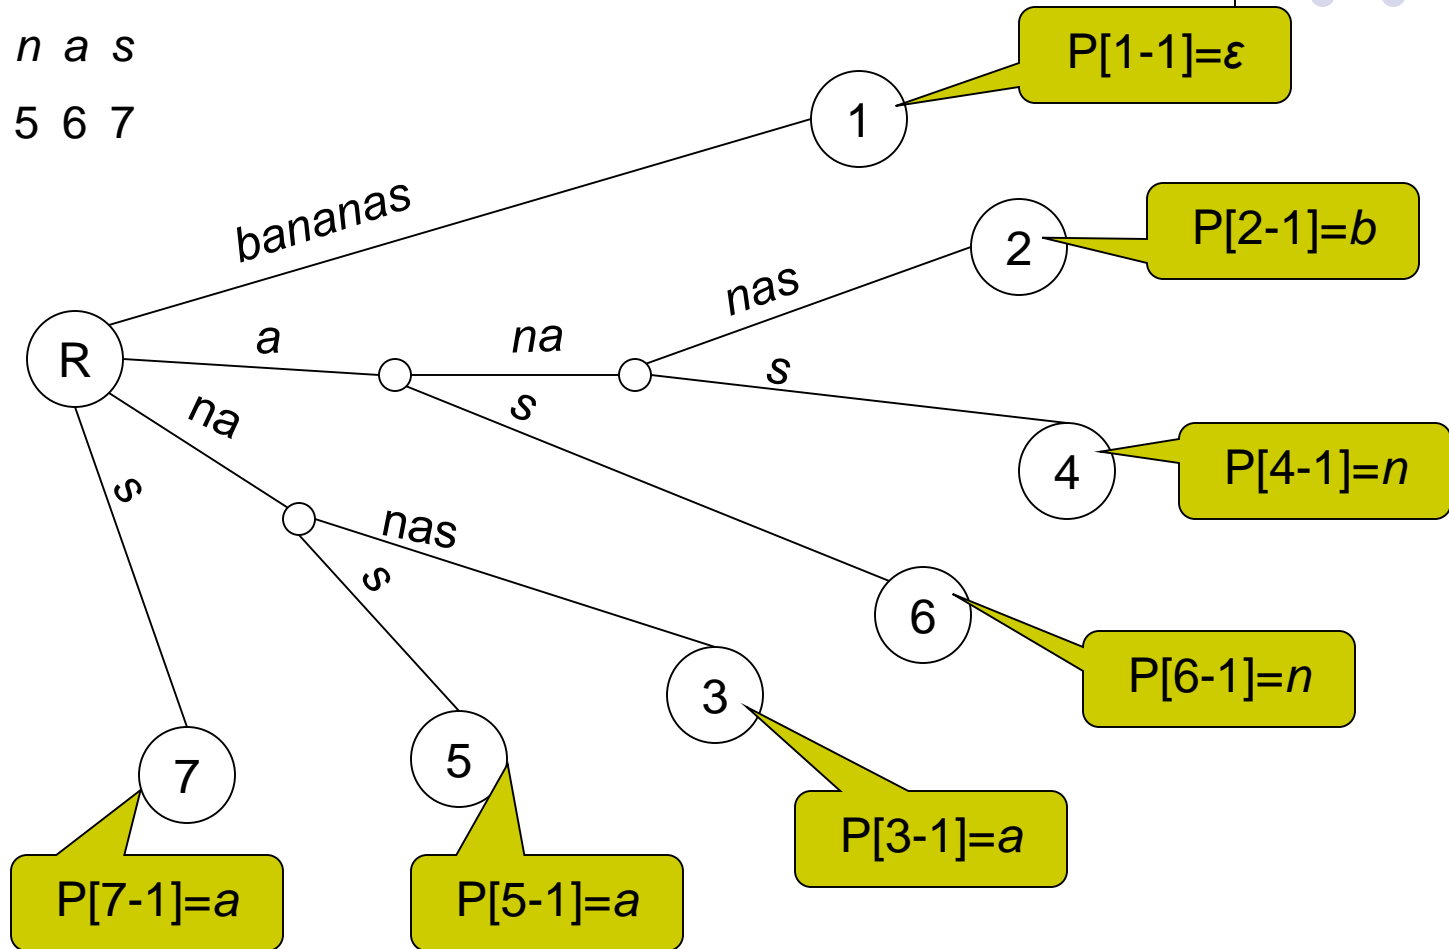 n a s
5 6 7
P[1-1]=ε
1
bananas
P[2-1]=b
2
nas
a
na
R
s
na
s
4
P[4-1]=n
s
nas
s
6
P[6-1]=n
3
5
7
P[3-1]=a
P[7-1]=a
P[5-1]=a